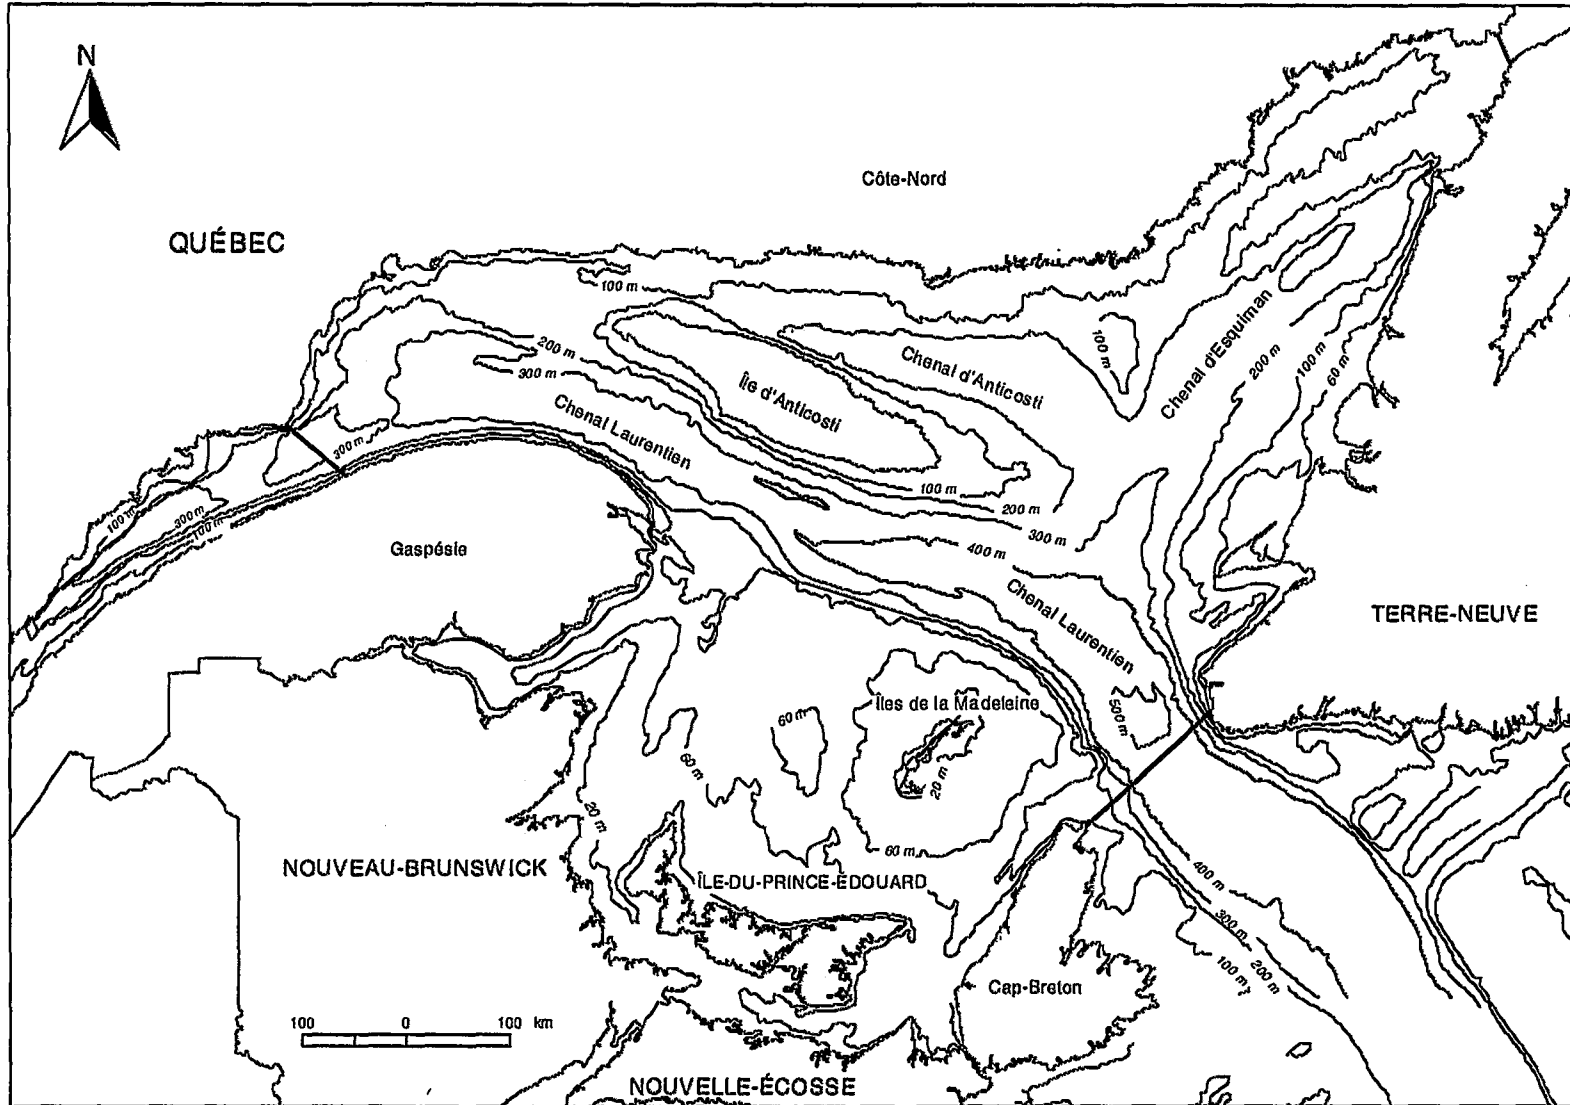 N
Côte-Nord
QUÉBEC
100 m
200 m
300 m
Île d'Anticosti
Chenal d'Anticosti
100 m
Chenal d'Esquiman
200 m
100 m
60 m
Chenal Laurentien
300 m
100 m
300 m
100 m
100 m
200 m
300 m
400 m
Gaspésie
Chenal Laurentien
TERRE-NEUVE
Îles de la Madeleine
500 m
60 m
60 m
20 m
20 m
60 m
NOUVEAU-BRUNSWICK
ÎLE-DU-PRINCE-ÉDOUARD
400 m
300 m
200 m
100 m
Cap-Breton
100 0 100 km
NOUVELLE-ÉCOSSE